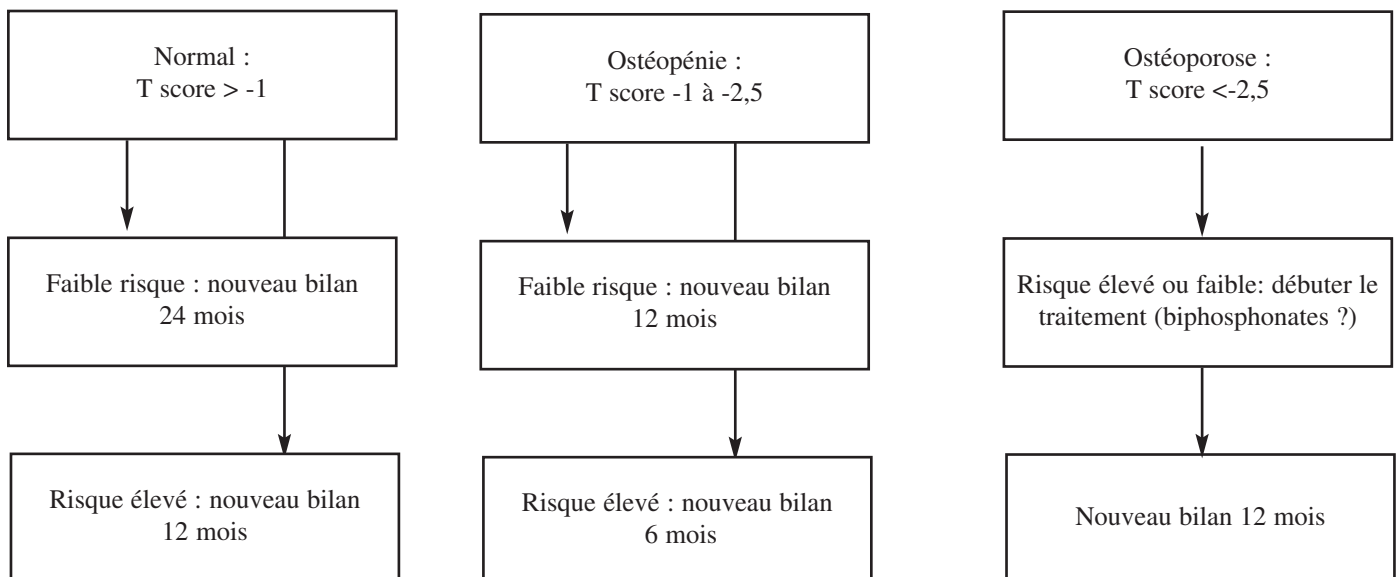 Normal :
T score > -1
Ostéopénie :
T score -1 à -2,5
Ostéoporose :
T score <-2,5
Faible risque : nouveau bilan
24 mois
Faible risque : nouveau bilan
12 mois
Risque élevé ou faible: débuter le
traitement (biphosphonates ?)
Risque élevé : nouveau bilan
12 mois
Risque élevé : nouveau bilan
6 mois
Nouveau bilan 12 mois